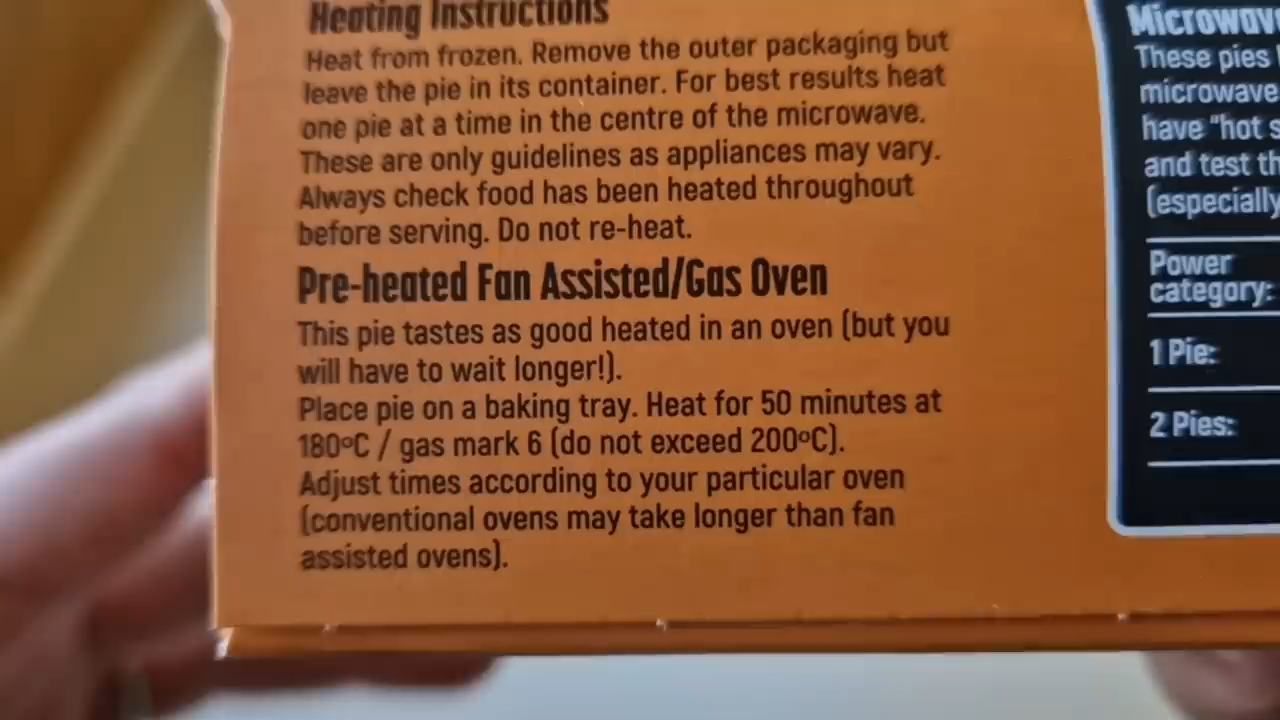 Heating Instructions
Heat from frozen. Remove the outer packaging but
leave the pie in its container. For best results heat
one pie at a time in the centre of the microwave.
These are only guidelines as appliances may vary.
Always check food has been heated throughout
before serving. Do not re-heat.
Pre-heated Fan Assisted/Gas Oven
This pie tastes as good heated in an oven (but you
will have to wait longer!).
Place pie on a baking tray. Heat for 50 minutes at
180ºC / gas mark 6 (do not exceed 200ºC).
Adjust times according to your particular oven
(conventional ovens may take longer than fan
assisted ovens).
Microwav
These pies
microwave
have "hot s
and test th
(especially
Power
category:
1 Pie:
2 Pies: